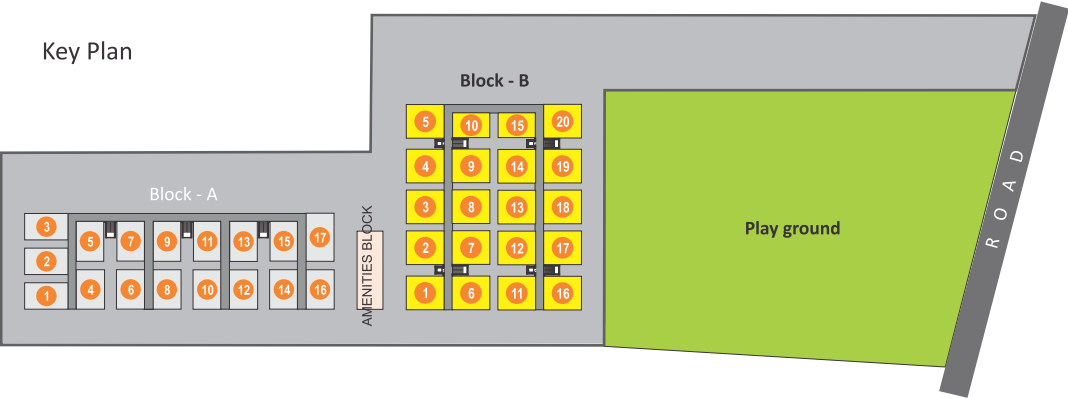 Key Plan
Block - B
5 10 15 20
4 9 14 19
3 8 13 18
2 7 12 17
1 6 11 16
Block - A
3
2
1
5 7 9 11 13 15 17
4 6 8 10 12 14 16
AMENITIES BLOCK
Play ground
ROAD